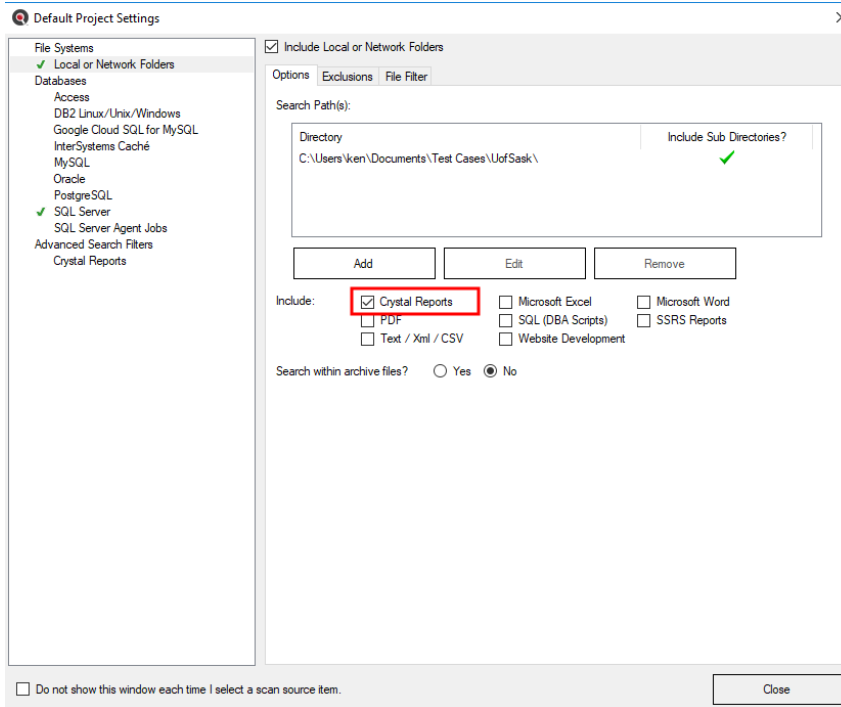 Default Project Settings
File Systems
Local or Network Folders
Databases
Access
DB2 Linux/Unix/Windows
Google Cloud SQL for MySQL
InterSystems Caché
MySQL
Oracle
PostgreSQL
SQL Server
SQL Server Agent Jobs
Advanced Search Filters
Crystal Reports
Include Local or Network Folders
Options Exclusions File Filter
Search Path(s):
Directory Include Sub Directories?
C:\Users\ken\Documents\Test Cases\UofSask\
Add Edit Remove
Include: Crystal Reports Microsoft Excel Microsoft Word
PDF SQL (DBA Scripts) SSRS Reports
Text / Xml / CSV Website Development
Search within archive files? Yes No
Do not show this window each time I select a scan source item.
Close